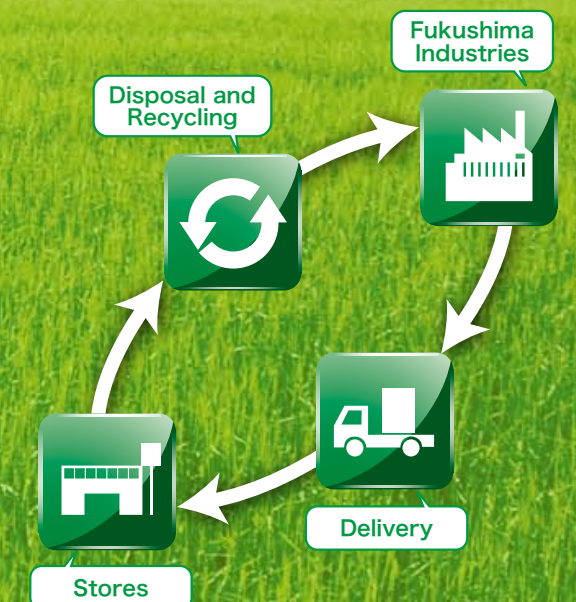 Fukushima
Industries
Disposal and
Recycling
Delivery
Stores